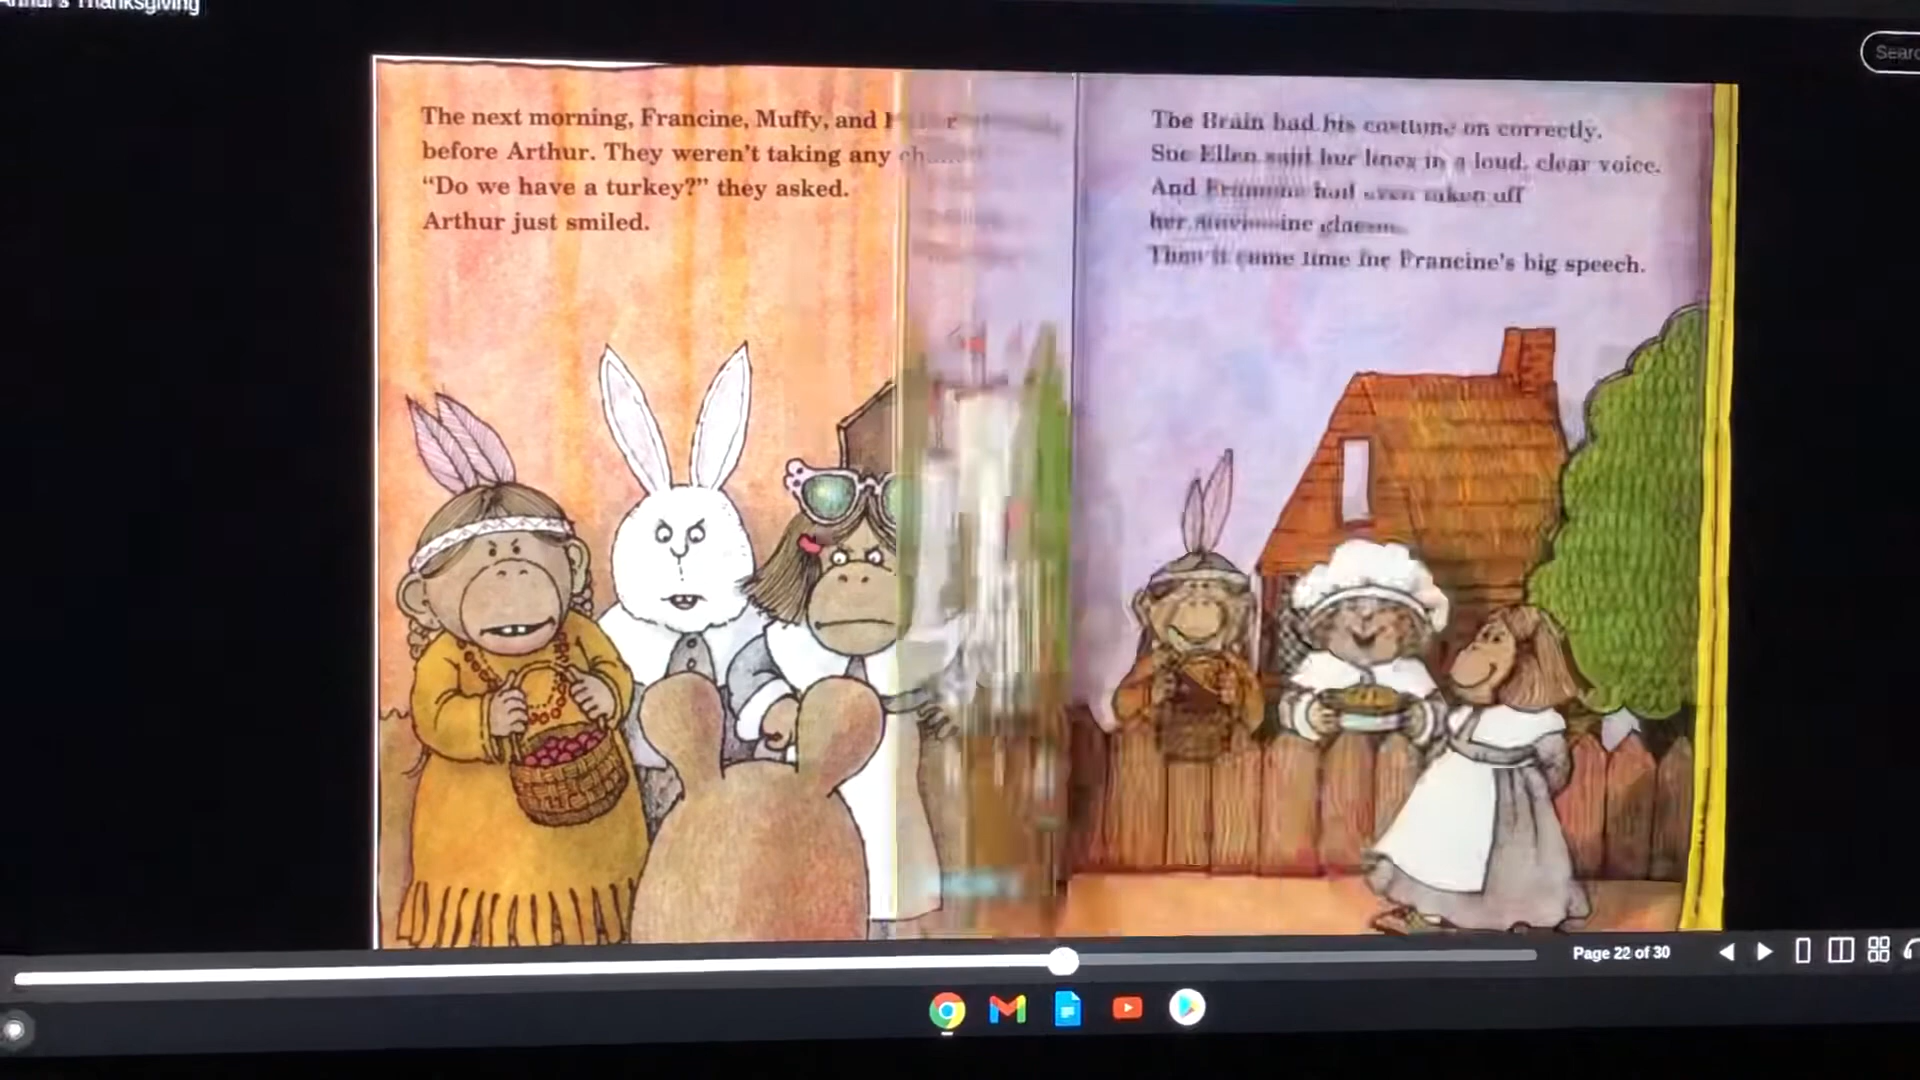 Arthur's Thanksgiving
Sear
The next morning, Francine, Muffy, and
before Arthur. They weren't taking any
“Do we have a turkey?” they asked.
Arthur just smiled.
The Brain had his costume on correctly.
Sue Ellen said her lines in a loud, clear voice.
And Francine had even taken off
her
Then it came time for Francine's big speech.
Page 22 of 30